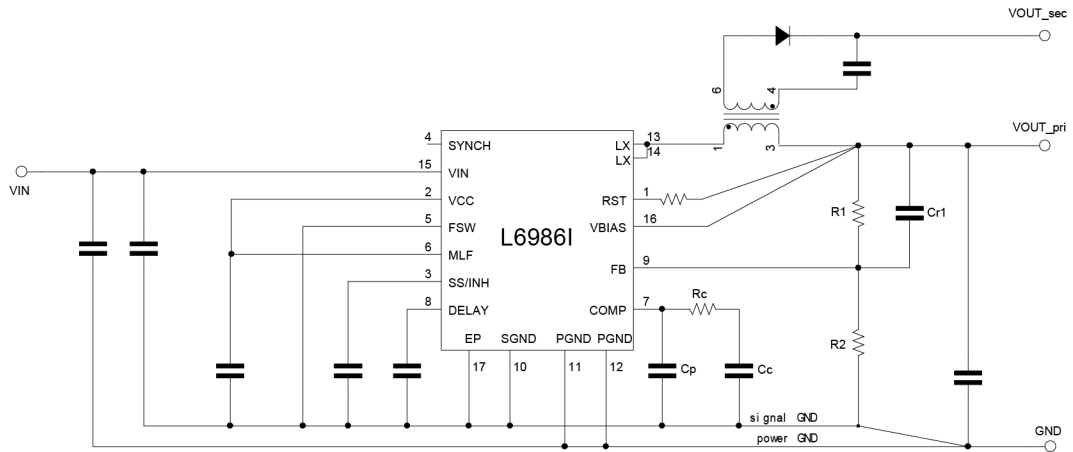 VOUT_sec
6
4
VOUT_pri
1
3
4
SYNCH
LX
13
LX
14
15
VIN
VIN
2
VCC
RST
1
5
FSW
VBIAS
16
R1
Cr1
L6986I
6
MLF
FB
9
3
SS/INH
Rc
8
DELAY
COMP
7
R2
EP
SGND
PGND
PGND
17
10
11
12
Cp
Cc
signal GND
power GND
GND